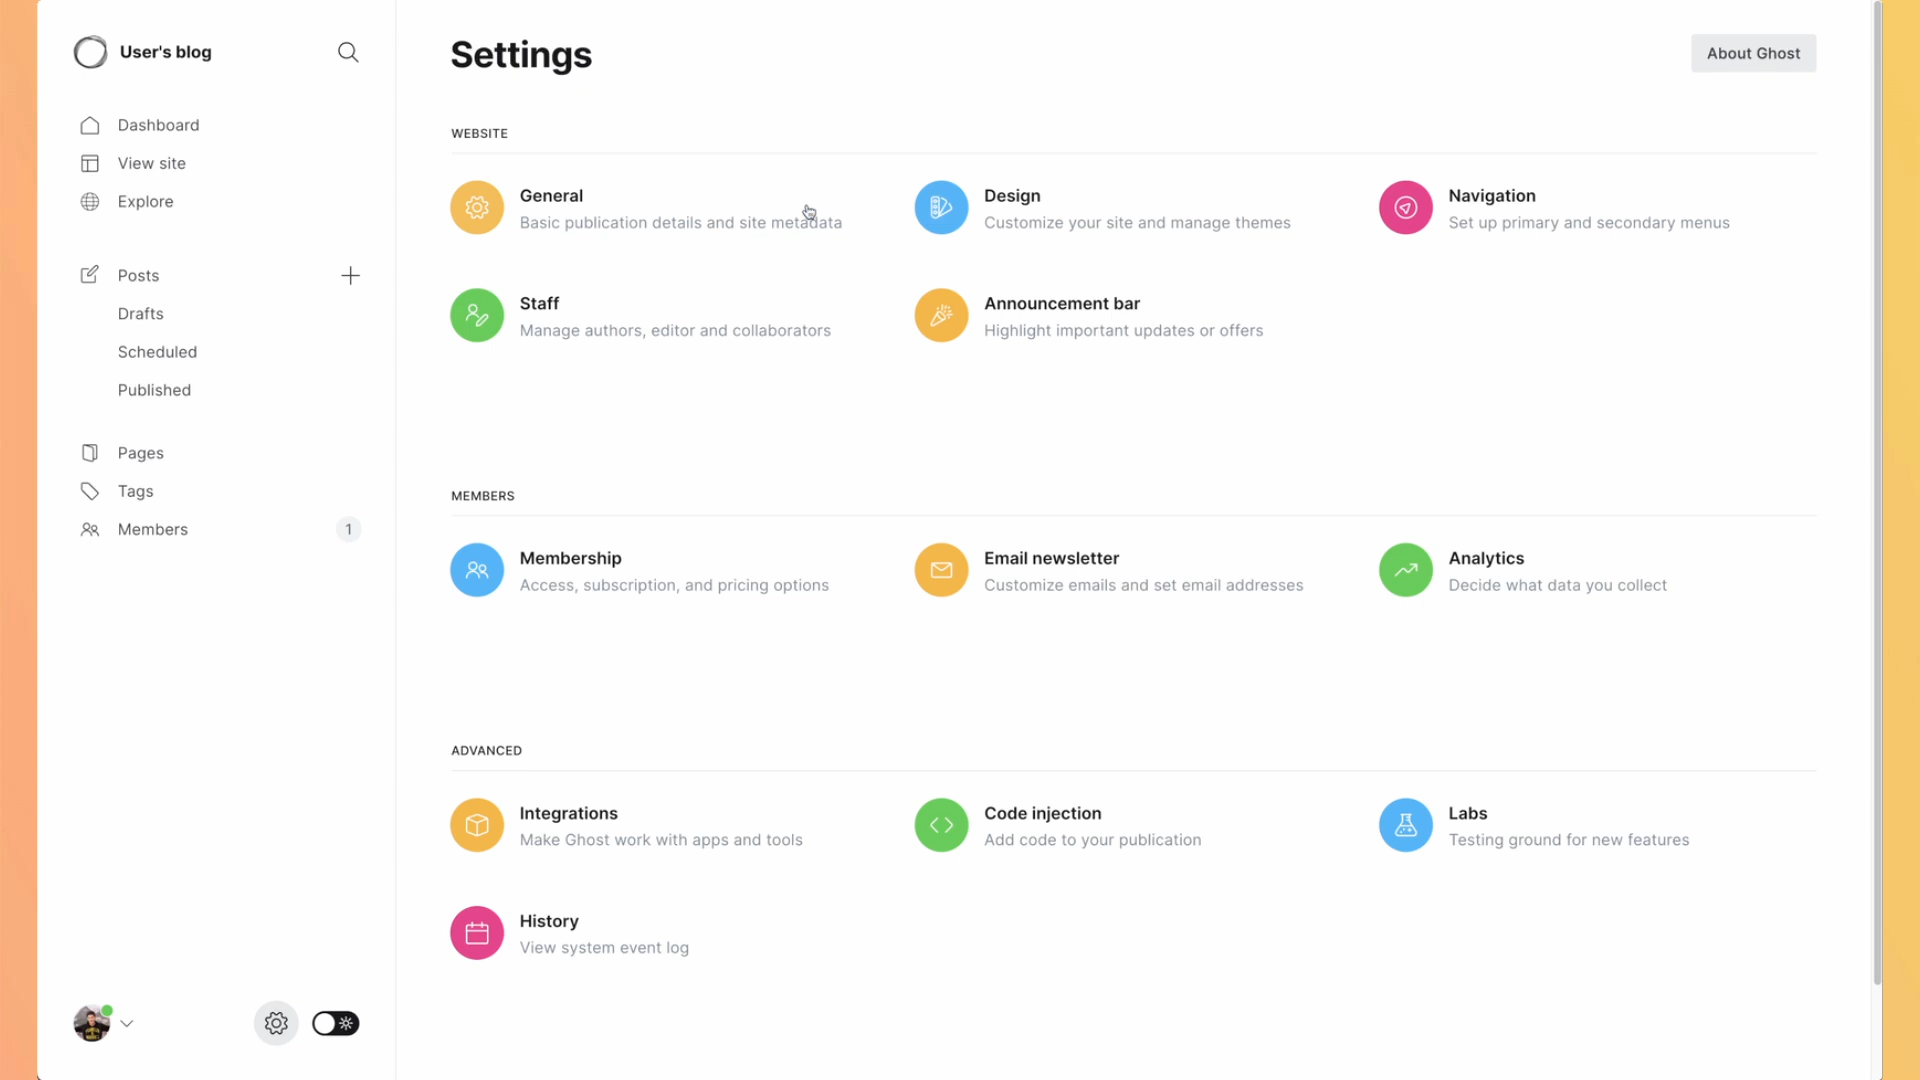 User's blog
Dashboard
View site
Explore
Posts
Drafts
Scheduled
Published
Pages
Tags
Members
1
Settings
About Ghost
WEBSITE
General
Basic publication details and site metadata
Design
Customize your site and manage themes
Navigation
Set up primary and secondary menus
Staff
Manage authors, editor and collaborators
Announcement bar
Highlight important updates or offers
MEMBERS
Membership
Access, subscription, and pricing options
Email newsletter
Customize emails and set email addresses
Analytics
Decide what data you collect
ADVANCED
Integrations
Make Ghost work with apps and tools
Code injection
Add code to your publication
Labs
Testing ground for new features
History
View system event log